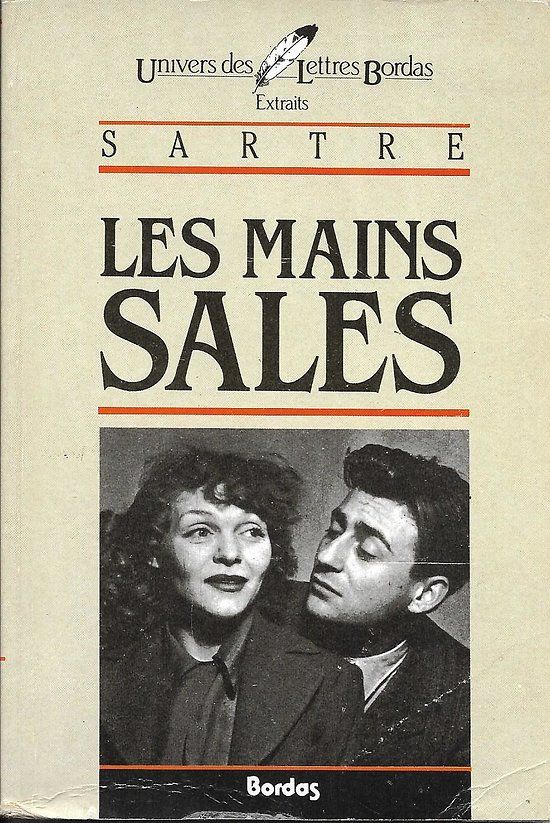 Univers des Lettres Bordas
Extraits
SARTRE
LES MAINS
SALES
Bordas